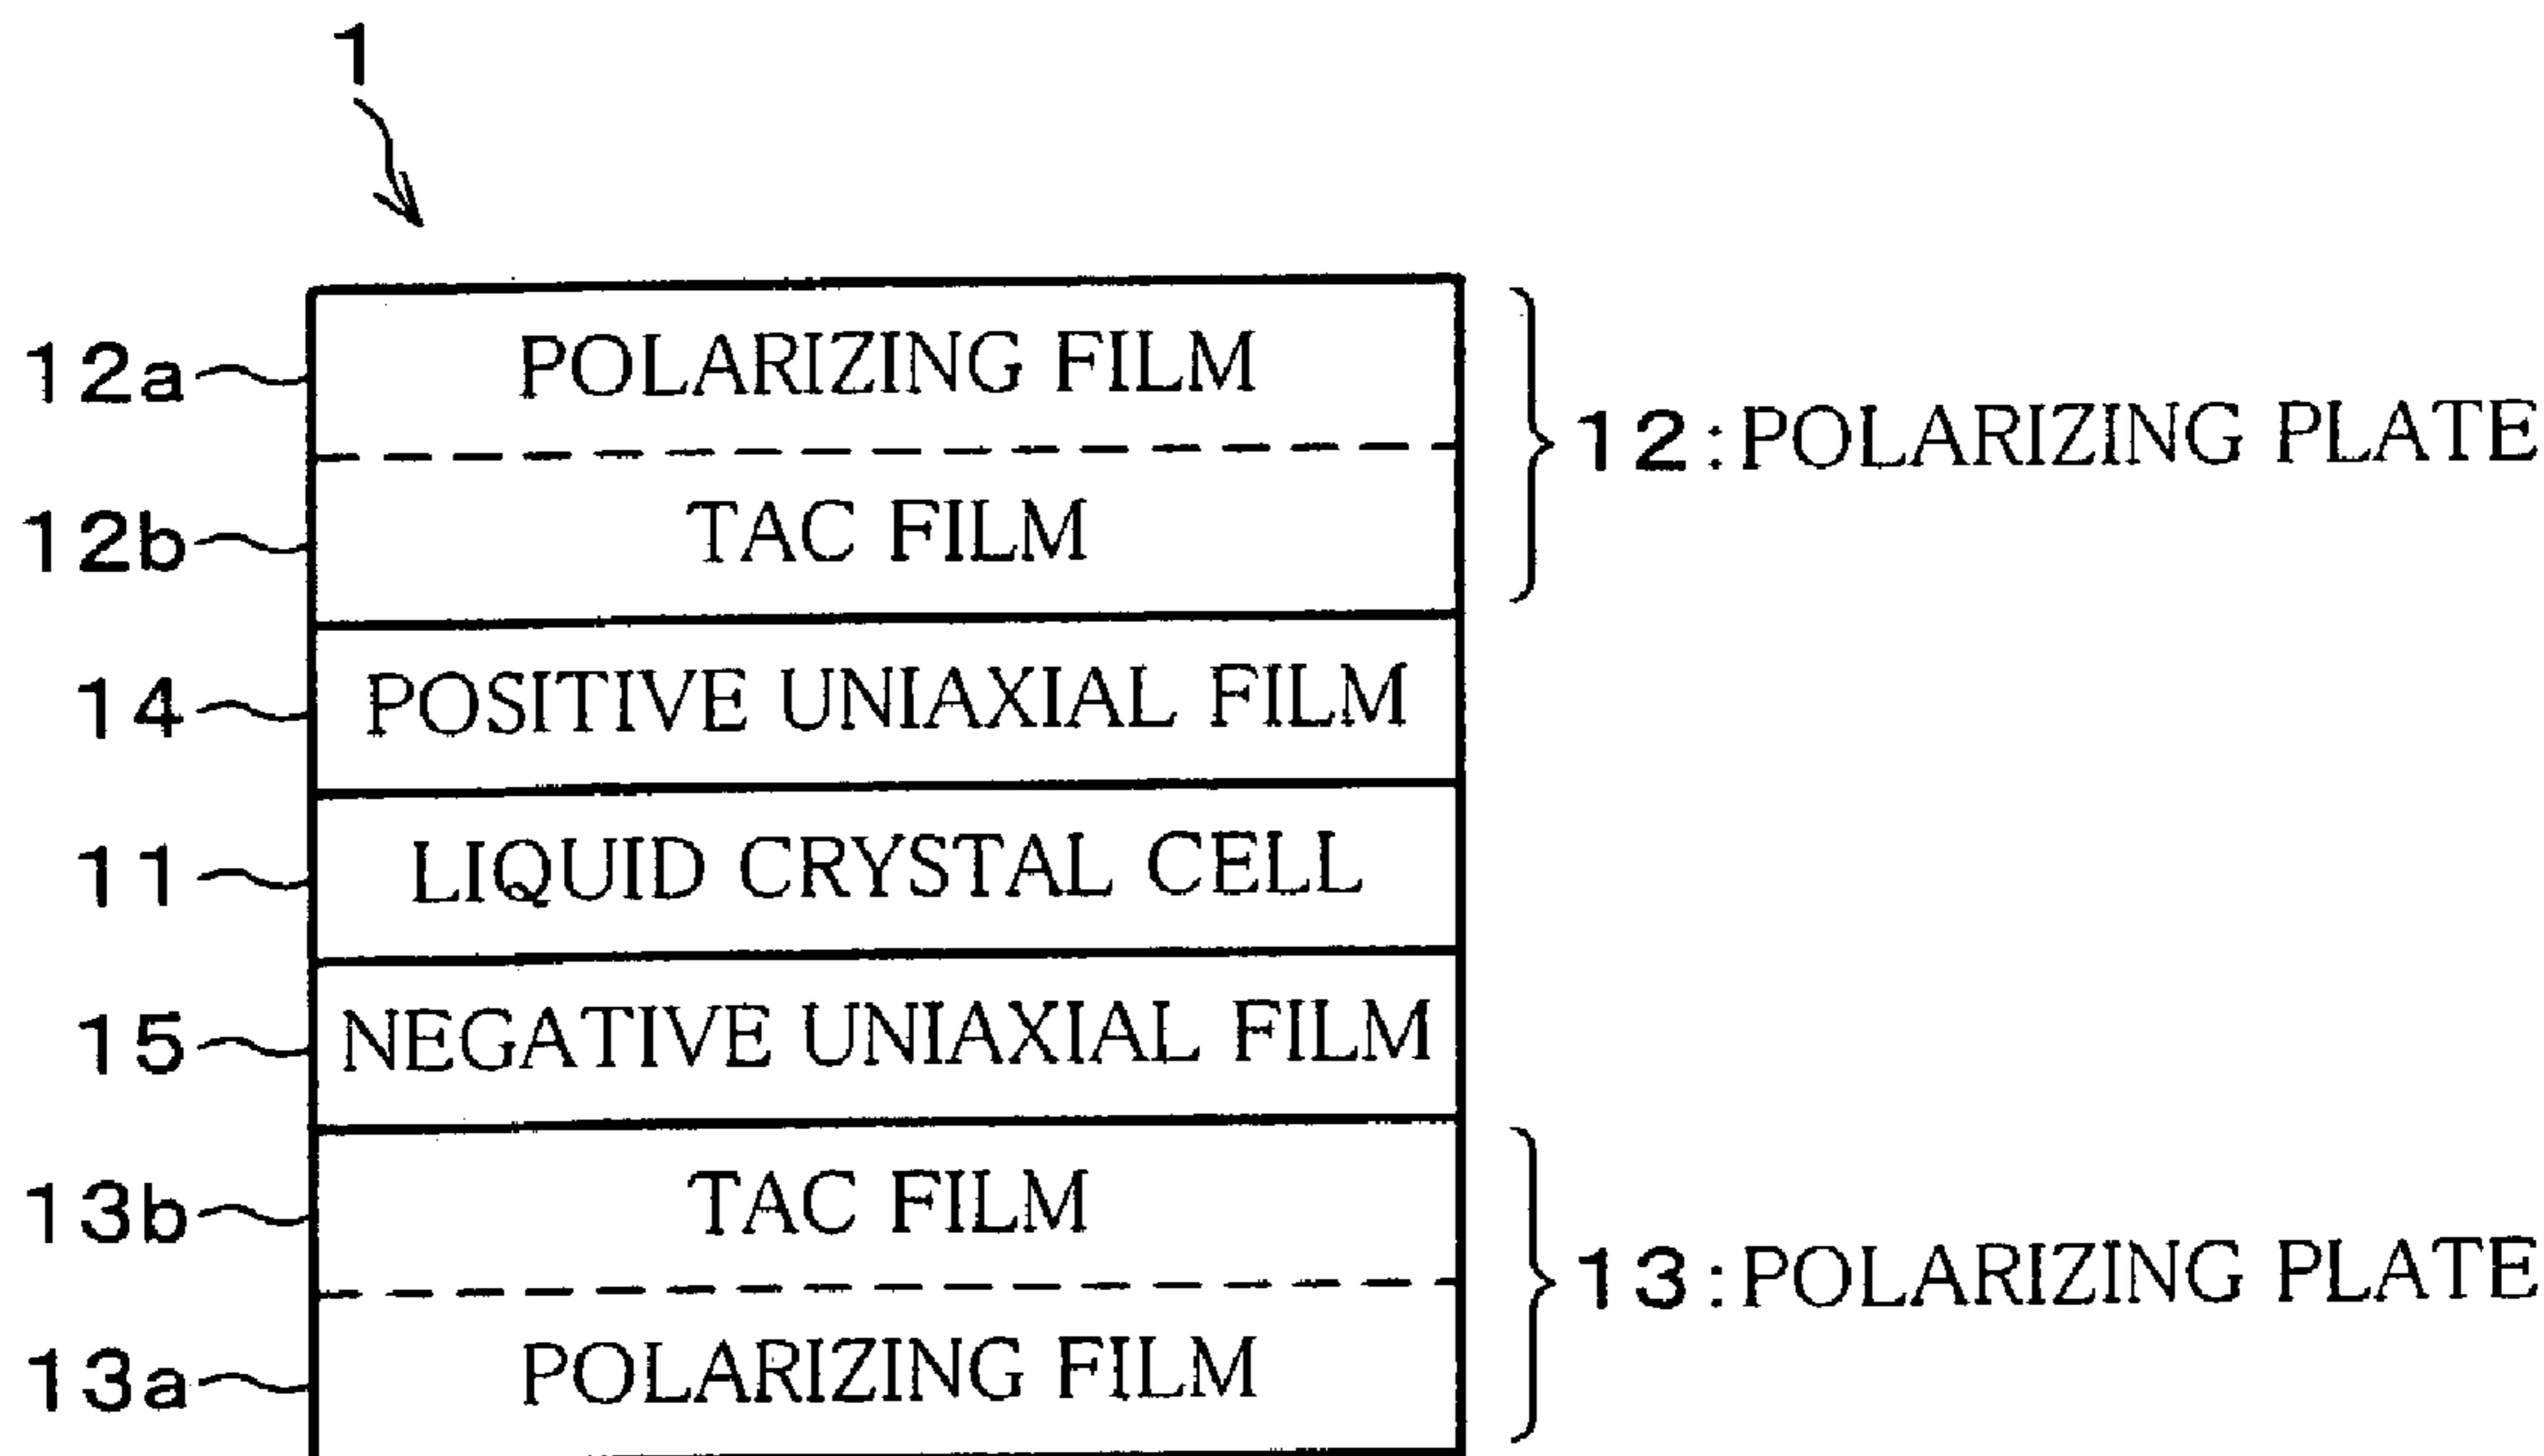 1
12a POLARIZING FILM
12:POLARIZING PLATE
12b TAC FILM
14 POSITIVE UNIAXIAL FILM
11 LIQUID CRYSTAL CELL
15 NEGATIVE UNIAXIAL FILM
13b TAC FILM
13:POLARIZING PLATE
13a POLARIZING FILM